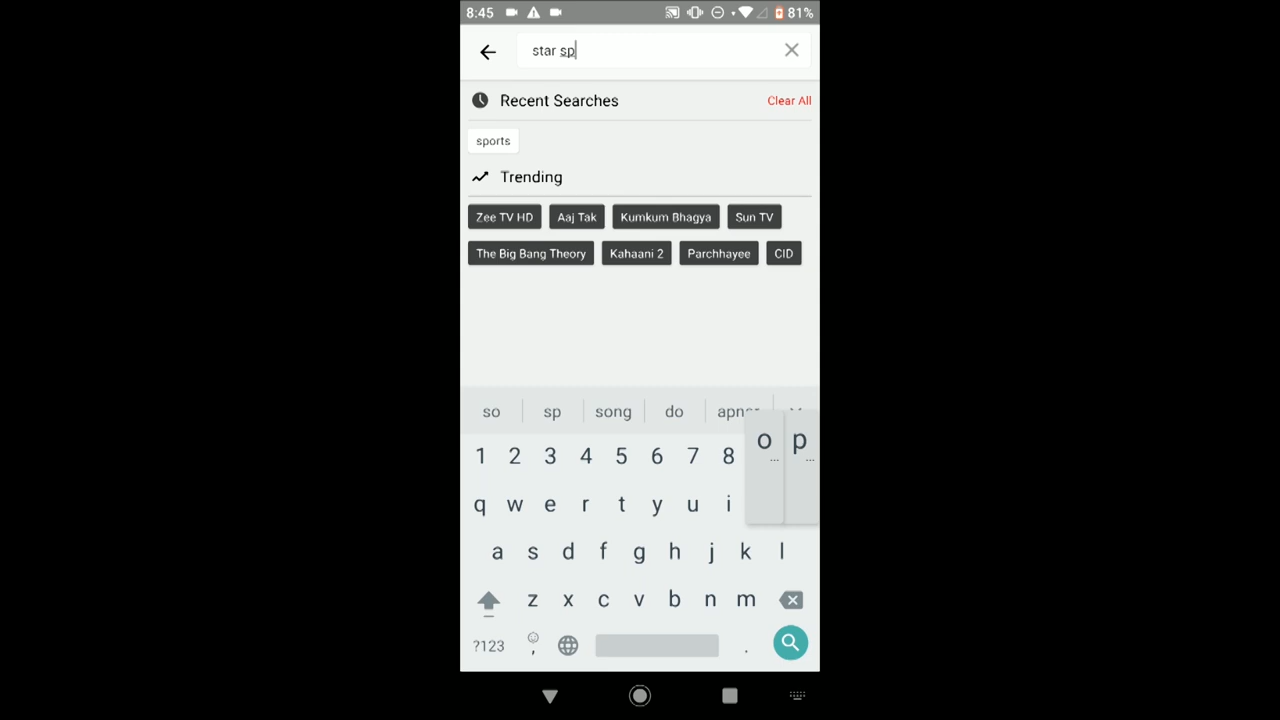 8:45 81%
star sp
Recent Searches Clear All
sports
Trending
Zee TV HD Aaj Tak Kumkum Bhagya Sun TV
The Big Bang Theory Kahaani 2 Parchhayee CID
so sp song do
o p
1 2 3 4 5 6 7 8
q w e r t y u i
a s d f g h j k l
z x c v b n m
?123 , .